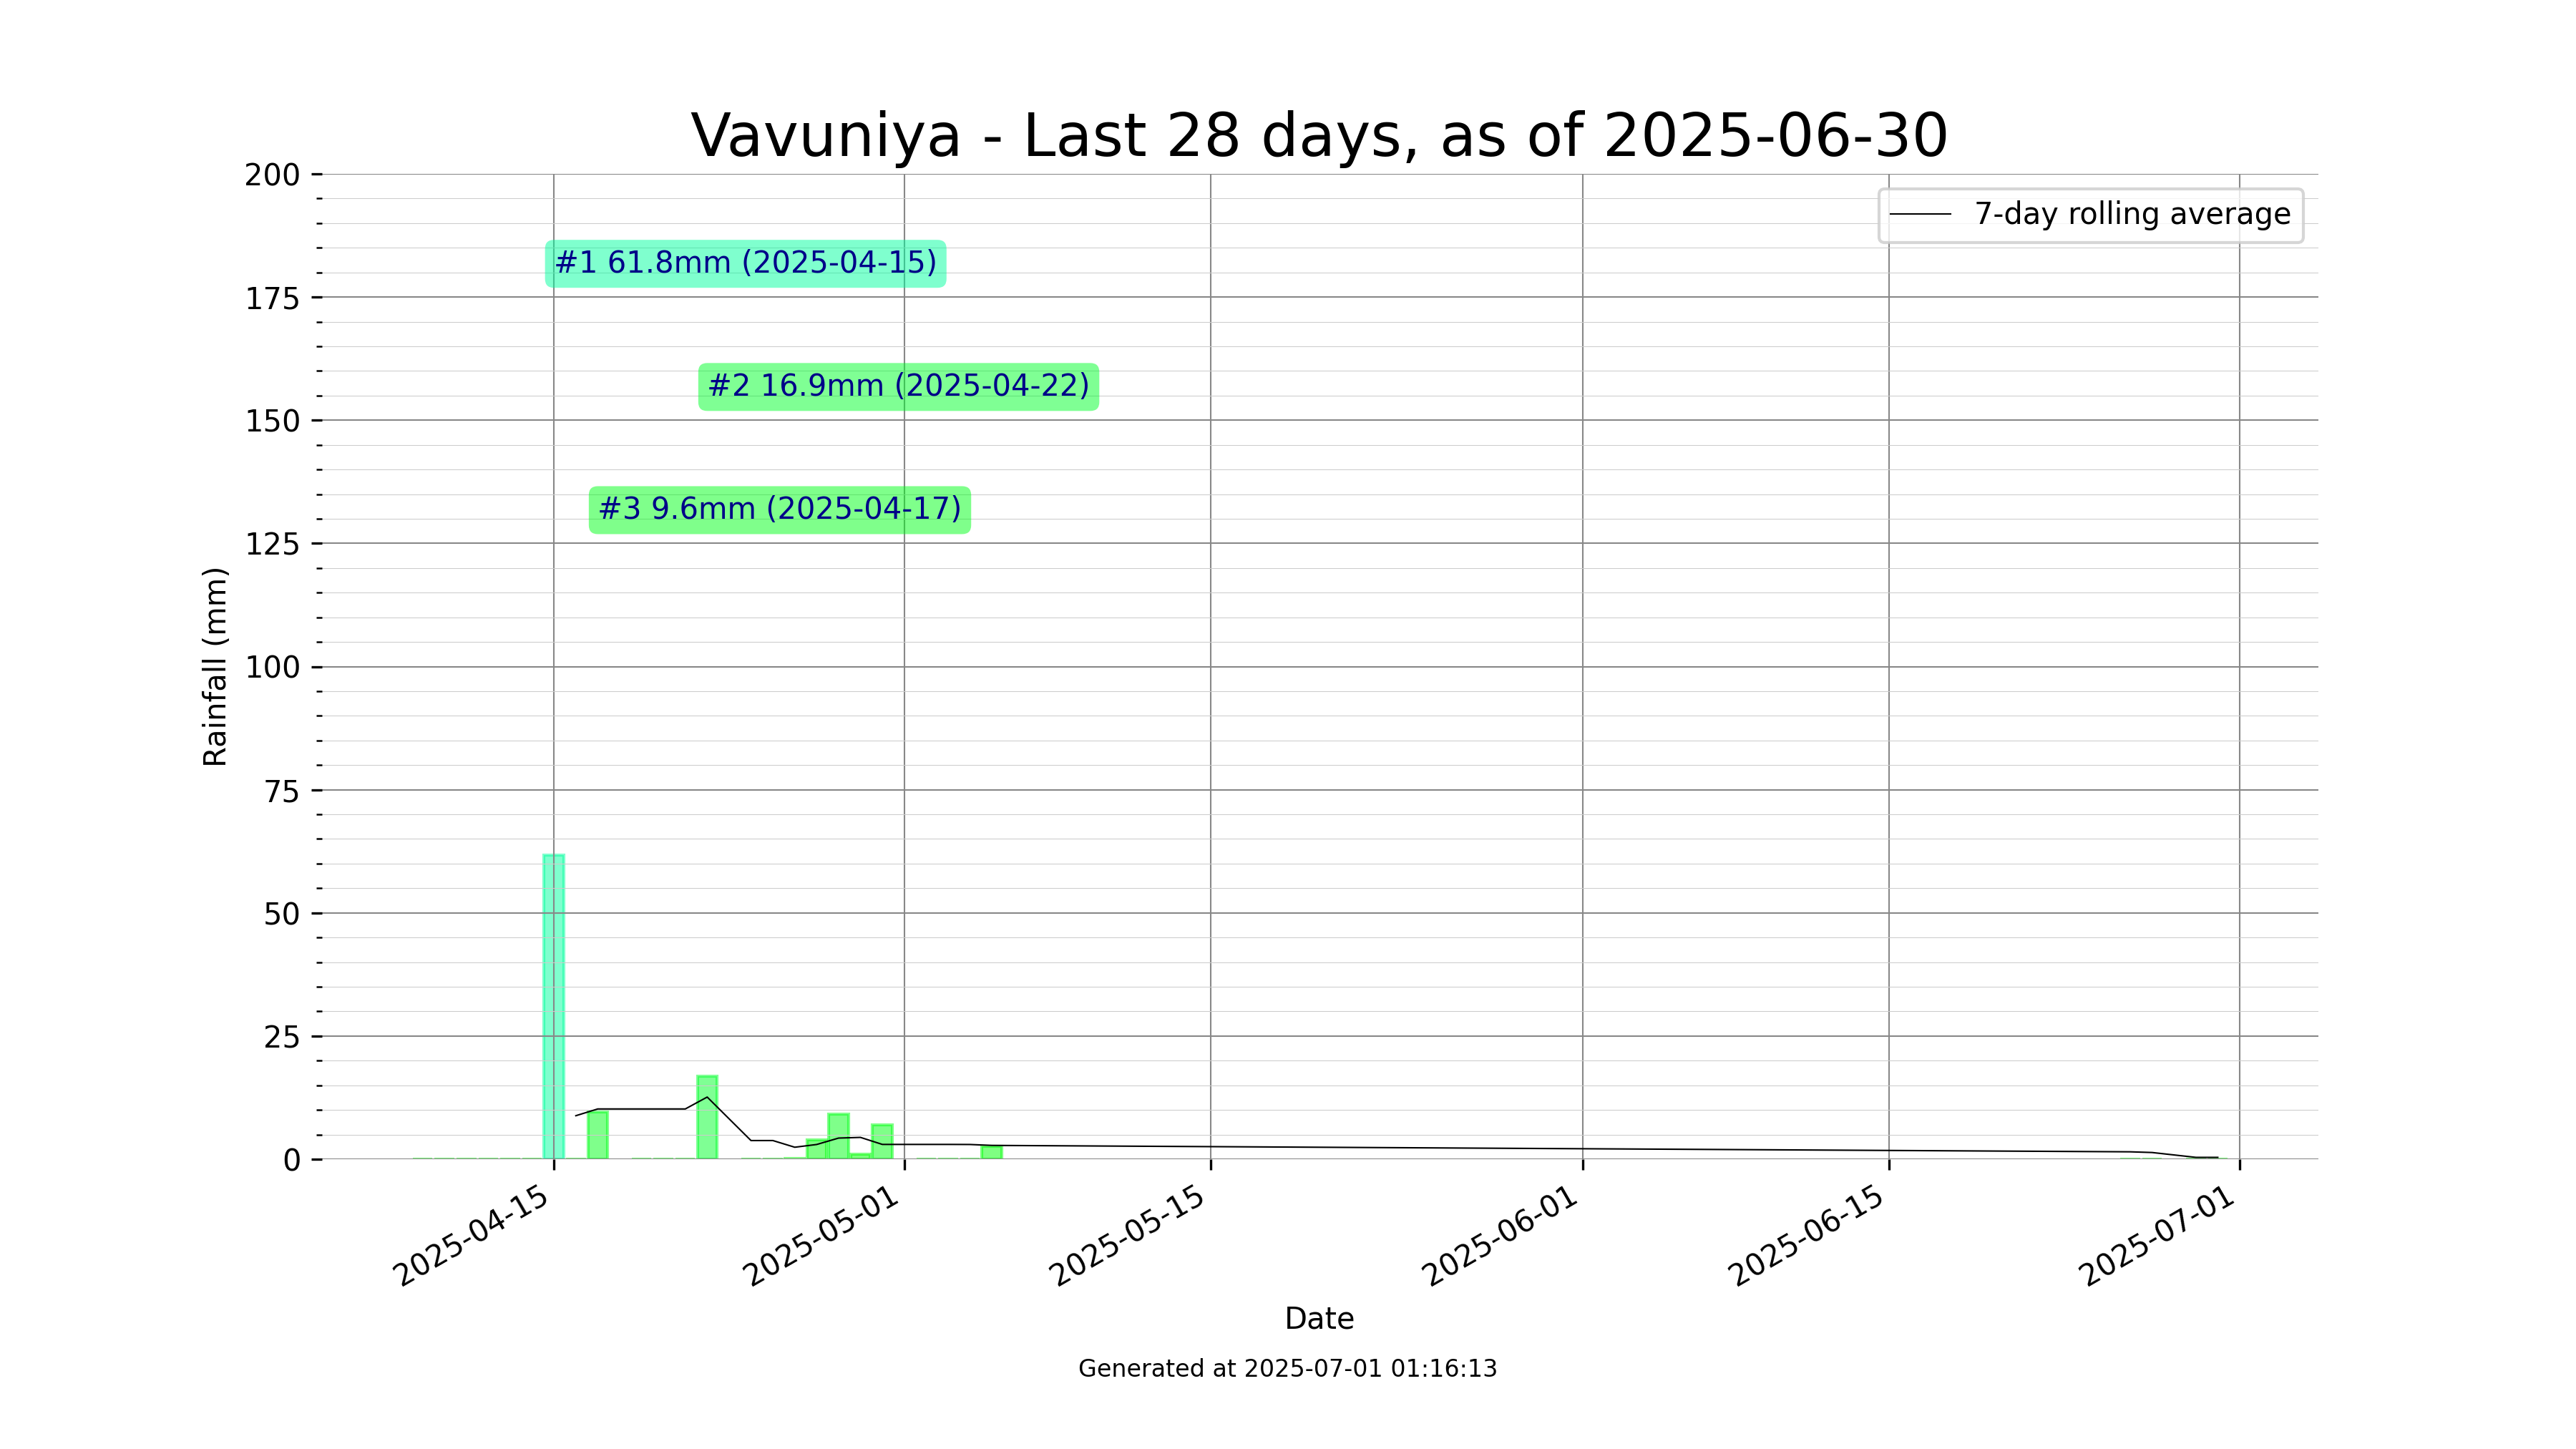 Vavuniya - Last 28 days, as of 2025-06-30
7-day rolling average
#1 61.8mm (2025-04-15)
#2 16.9mm (2025-04-22)
#3 9.6mm (2025-04-17)
Rainfall (mm)
200
175
150
125
100
75
50
25
0
2025-04-15
2025-05-01
2025-05-15
2025-06-01
2025-06-15
2025-07-01
Date
Generated at 2025-07-01 01:16:13